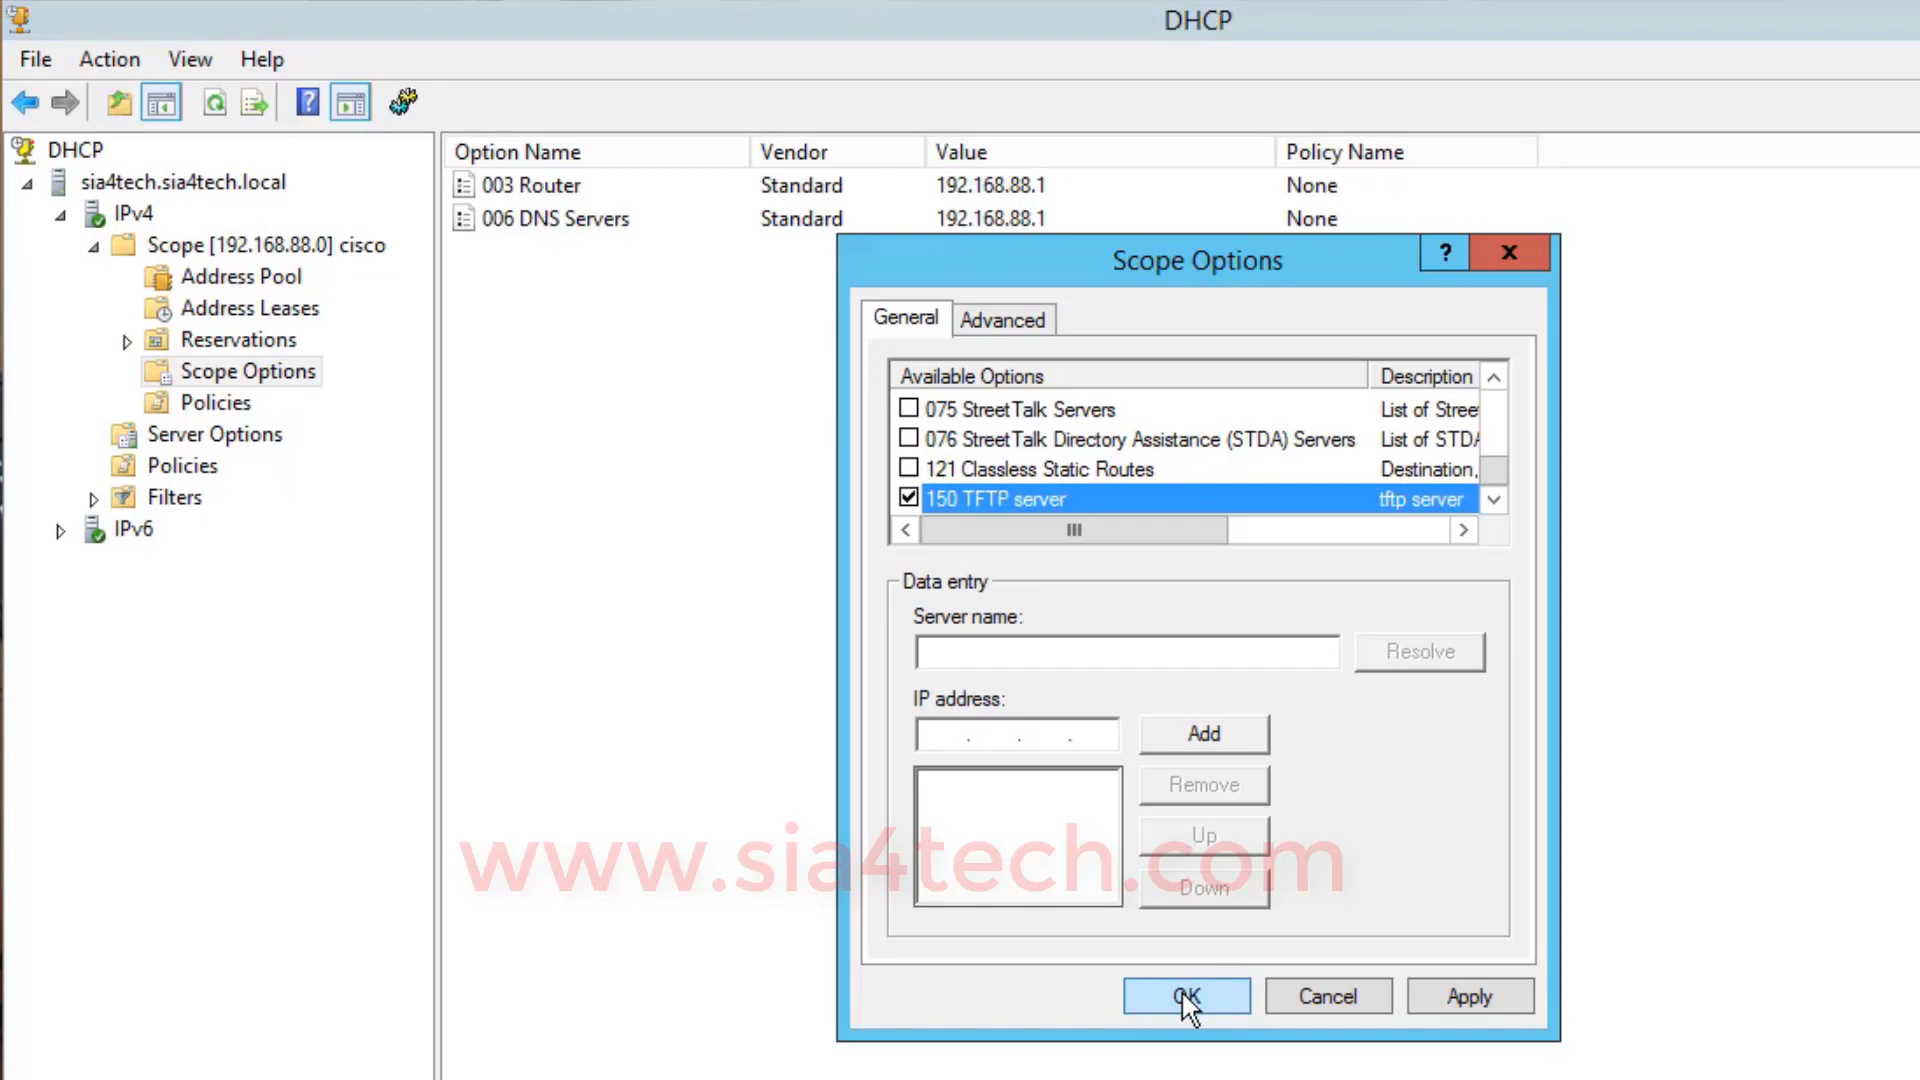 DHCP
File Action View Help
DHCP
sia4tech.sia4tech.local
IPv4
Scope [192.168.88.0] cisco
Address Pool
Address Leases
Reservations
Scope Options
Policies
Server Options
Policies
Filters
IPv6
Option Name Vendor Value Policy Name
003 Router Standard 192.168.88.1 None
006 DNS Servers Standard 192.168.88.1 None
Scope Options
General Advanced
Available Options Description
075 StreetTalk Servers List of Stree
076 StreetTalk Directory Assistance (STDA) Servers List of STDA
121 Classless Static Routes Destination,
150 TFTP server tftp server
Data entry
Server name:
Resolve
IP address:
. . . Add
Remove
Up
www.sia4tech.com
Down
OK Cancel Apply